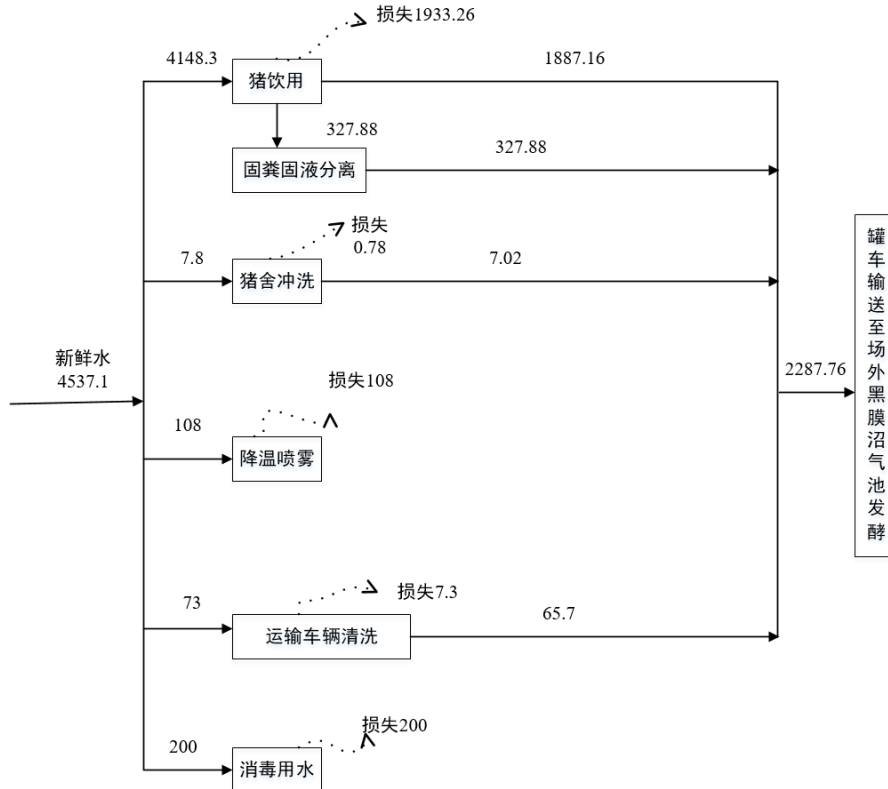 损失1933.26
4148.3
猪饮用
1887.16
327.88
固粪固液分离
327.88
损失
0.78
7.8
猪舍冲洗
7.02
新鲜水
4537.1
损失108
108
降温喷雾
2287.76
罐车输送至场外黑膜沼气池发酵
损失7.3
73
运输车辆清洗
65.7
损失200
200
消毒用水